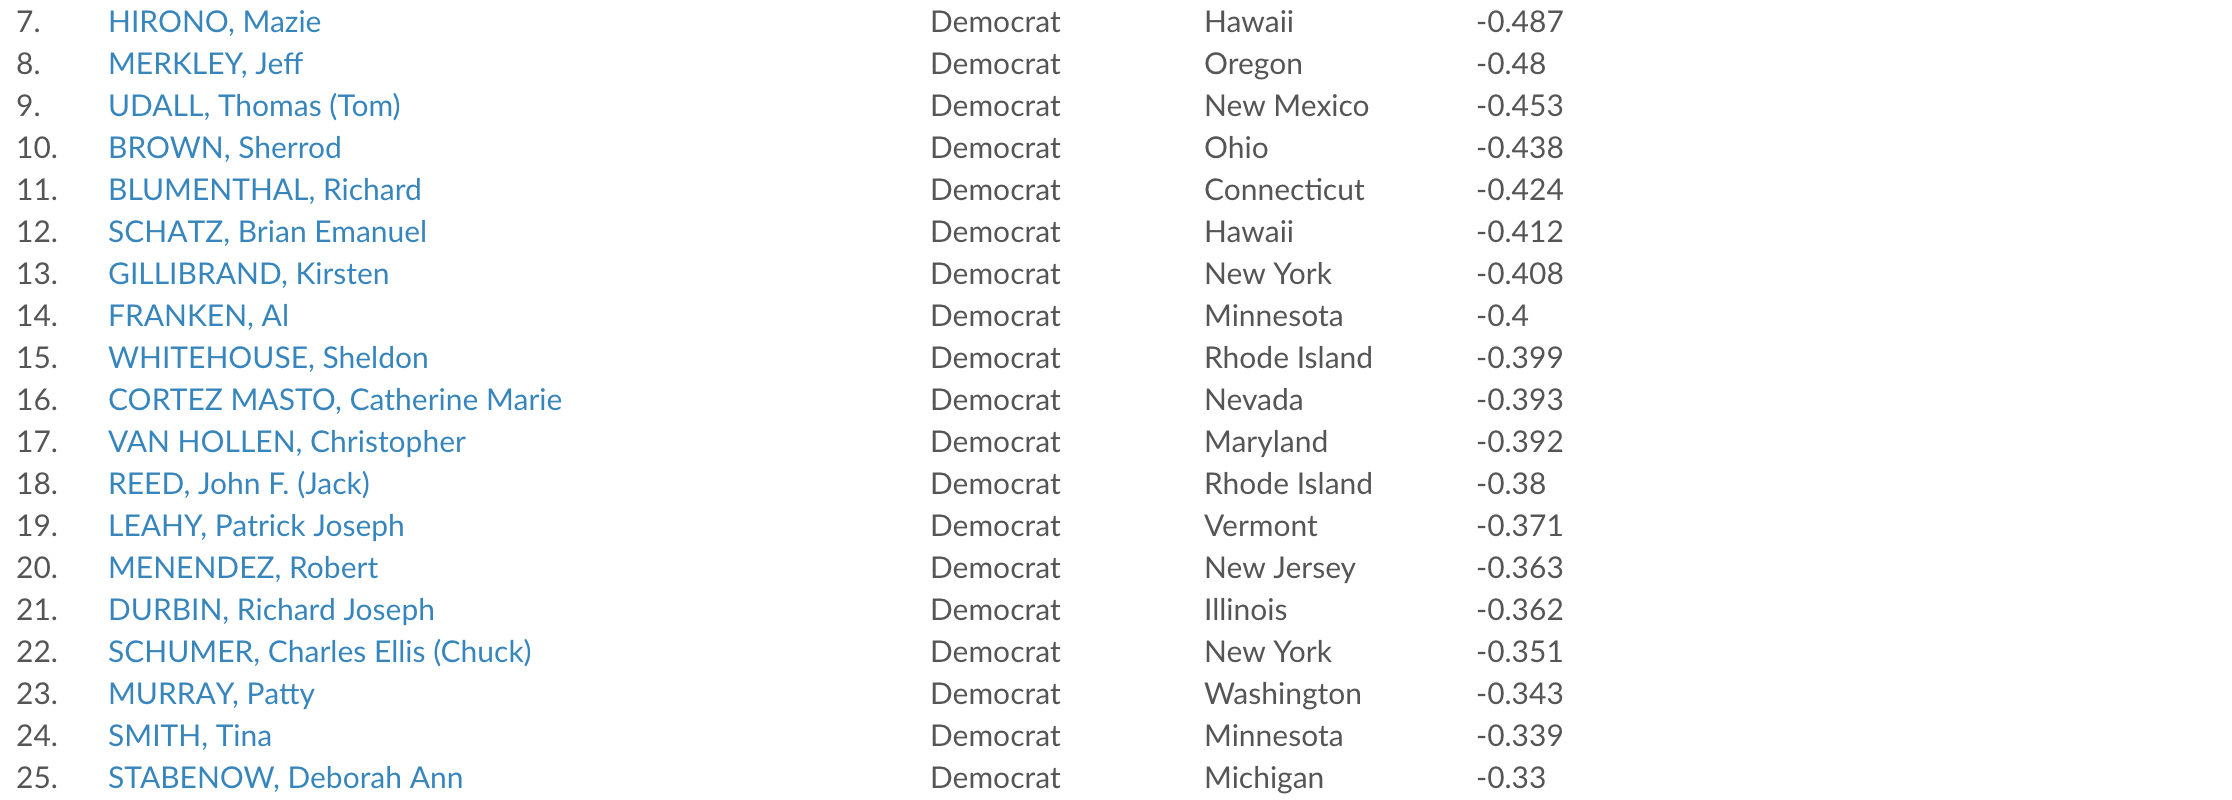 7. HIRONO, Mazie Democrat Hawaii -0.487
8. MERKLEY, Jeff Democrat Oregon -0.48
9. UDALL, Thomas (Tom) Democrat New Mexico -0.453
10. BROWN, Sherrod Democrat Ohio -0.438
11. BLUMENTHAL, Richard Democrat Connecticut -0.424
12. SCHATZ, Brian Emanuel Democrat Hawaii -0.412
13. GILLIBRAND, Kirsten Democrat New York -0.408
14. FRANKEN, Al Democrat Minnesota -0.4
15. WHITEHOUSE, Sheldon Democrat Rhode Island -0.399
16. CORTEZ MASTO, Catherine Marie Democrat Nevada -0.393
17. VAN HOLLEN, Christopher Democrat Maryland -0.392
18. REED, John F. (Jack) Democrat Rhode Island -0.38
19. LEAHY, Patrick Joseph Democrat Vermont -0.371
20. MENENDEZ, Robert Democrat New Jersey -0.363
21. DURBIN, Richard Joseph Democrat Illinois -0.362
22. SCHUMER, Charles Ellis (Chuck) Democrat New York -0.351
23. MURRAY, Patty Democrat Washington -0.343
24. SMITH, Tina Democrat Minnesota -0.339
25. STABENOW, Deborah Ann Democrat Michigan -0.33